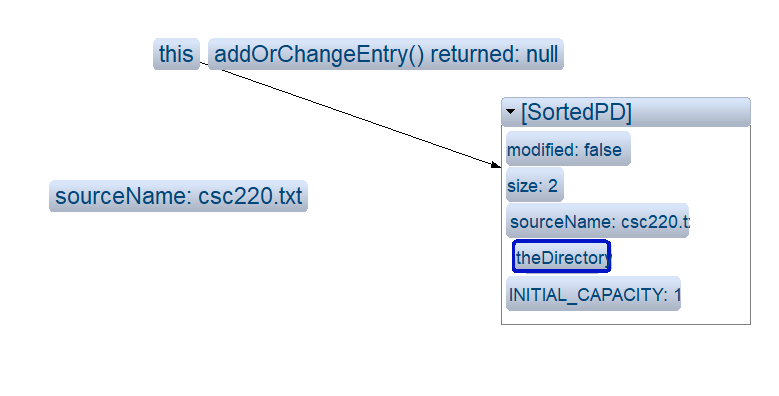 this
addOrChangeEntry() returned: null
[SortedPD]
modified: false
size: 2
sourceName: csc220.txt
sourceName: csc220.t
theDirectory
INITIAL_CAPACITY: 1